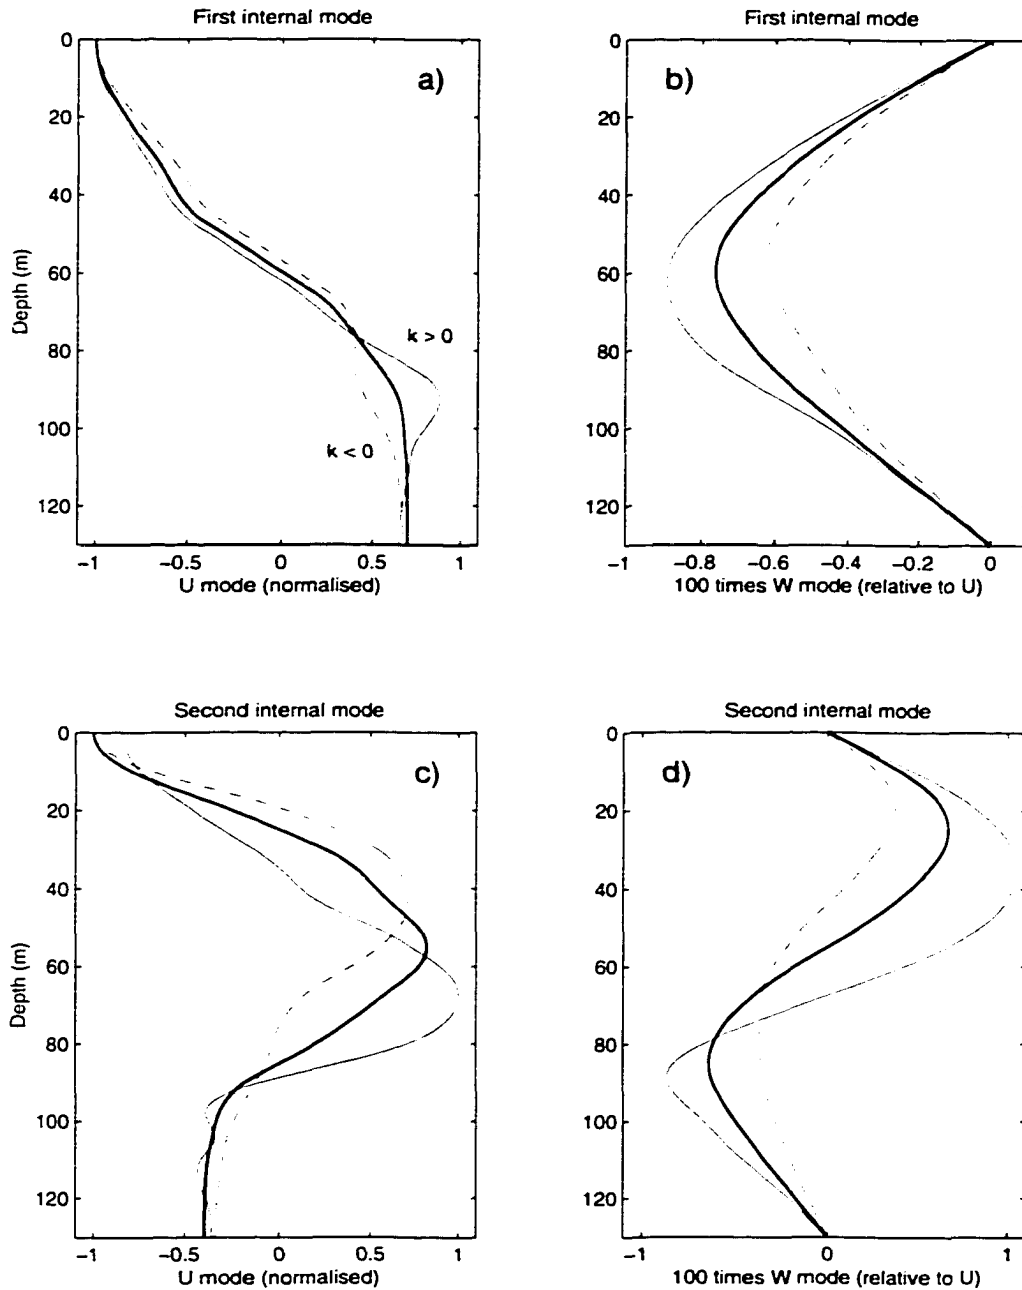 First internal mode
a)
0
20
40
60
80
100
120
Depth (m)
k > 0
k < 0
-1
-0.5
0
0.5
1
U mode (normalised)
First internal mode
b)
0
20
40
60
80
100
120
-1
-0.8
-0.6
-0.4
-0.2
0
100 times W mode (relative to U)
Second internal mode
c)
0
20
40
60
80
100
120
Depth (m)
-1
-0.5
0
0.5
1
U mode (normalised)
Second internal mode
d)
0
20
40
60
80
100
120
-1
0
1
100 times W mode (relative to U)